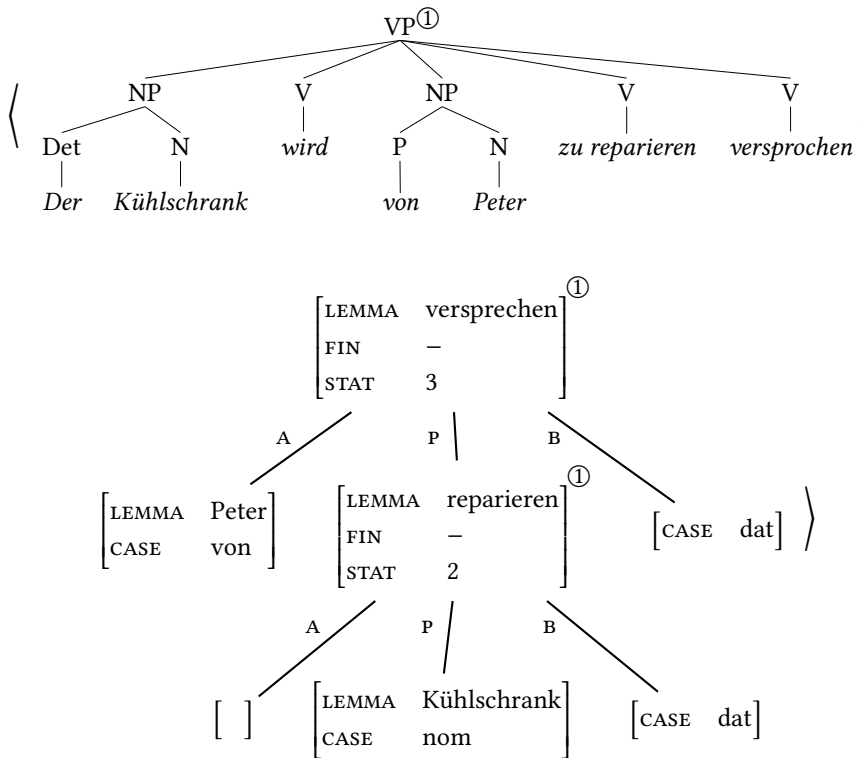 VP①
⟨ NP V NP V V
Det N wird P N zu reparieren versprochen
Der Kühlschrank von Peter
[LEMMA versprechen]①
FIN –
STAT 3
A P B
[LEMMA Peter] [LEMMA reparieren]① [CASE dat] ⟩
CASE von FIN –
STAT 2
A P B
[ ] [LEMMA Kühlschrank] [CASE dat]
CASE nom